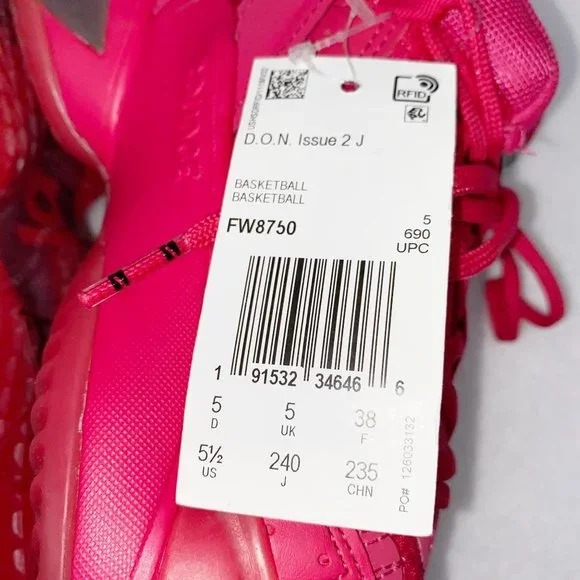 RFID
D.O.N. Issue 2 J
BASKETBALL
BASKETBALL
FW8750
5
690
UPC
1 91532 34646 6
5 5 38
D UK F
5½ 240 235
US J CHN
PO# 126033132